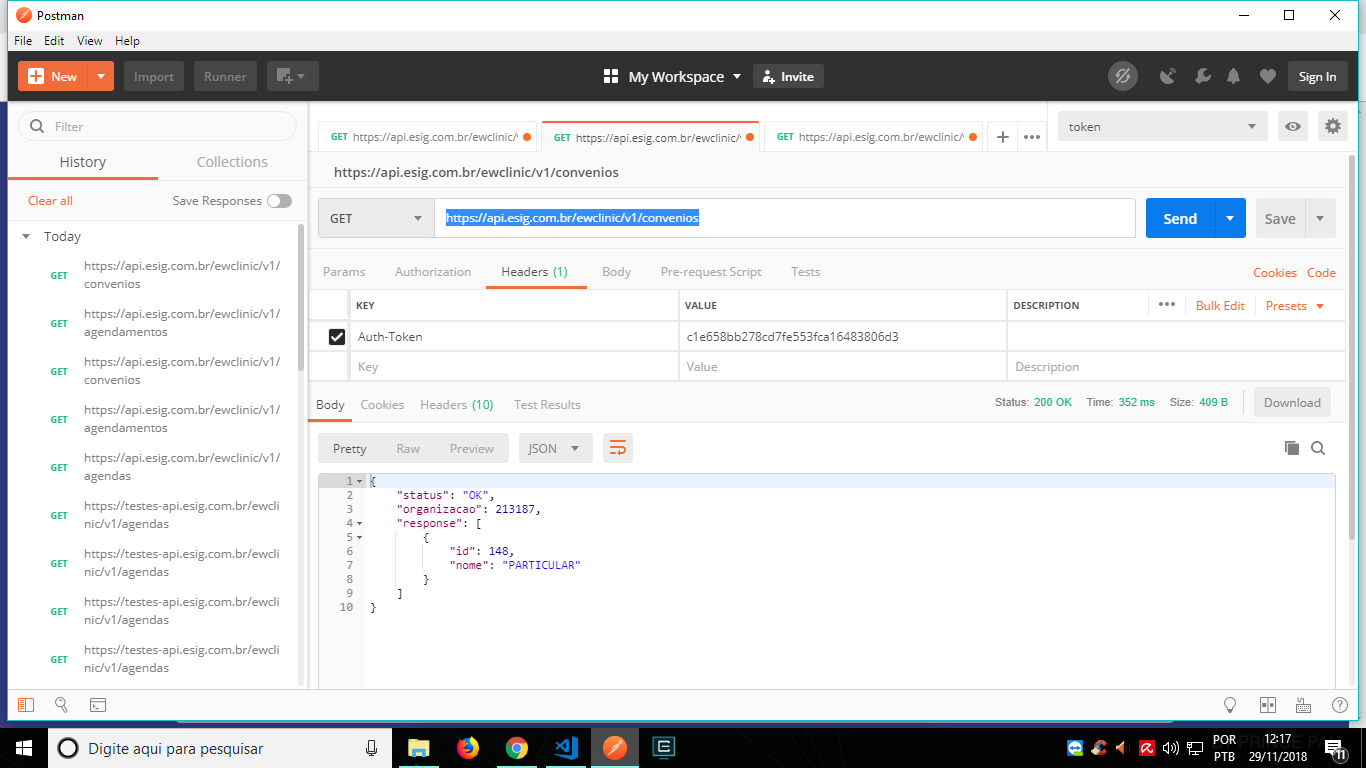 Postman
File Edit View Help
New Import Runner My Workspace Invite Sign In
Filter
History Collections
Clear all Save Responses
Today
GET https://api.esig.com.br/ewclinic/v1/
convenios
GET https://api.esig.com.br/ewclinic/v1/
agendamentos
GET https://api.esig.com.br/ewclinic/v1/
convenios
GET https://api.esig.com.br/ewclinic/v1/
agendamentos
GET https://api.esig.com.br/ewclinic/v1/
agendas
GET https://testes-api.esig.com.br/ewcli
nic/v1/agendas
GET https://testes-api.esig.com.br/ewcli
nic/v1/agendas
GET https://testes-api.esig.com.br/ewcli
nic/v1/agendas
GET https://testes-api.esig.com.br/ewcli
nic/v1/agendas
GET https://api.esig.com.br/ewclinic/ GET https://api.esig.com.br/ewclinic/ GET https://api.esig.com.br/ewclinic/ + ••• token
https://api.esig.com.br/ewclinic/v1/convenios
GET https://api.esig.com.br/ewclinic/v1/convenios Send Save
Params Authorization Headers (1) Body Pre-request Script Tests Cookies Code
KEY VALUE DESCRIPTION ••• Bulk Edit Presets
Auth-Token c1e658bb278cd7fe553fca16483806d3
Key Value Description
Body Cookies Headers (10) Test Results Status: 200 OK Time: 352 ms Size: 409 B Download
Pretty Raw Preview JSON
1 {
2 "status": "OK",
3 "organizacao": 213187,
4 "response": [
5 {
6 "id": 148,
7 "nome": "PARTICULAR"
8 }
9 ]
10 }
Digite aqui para pesquisar
POR 12:17
PTB 29/11/2018 11